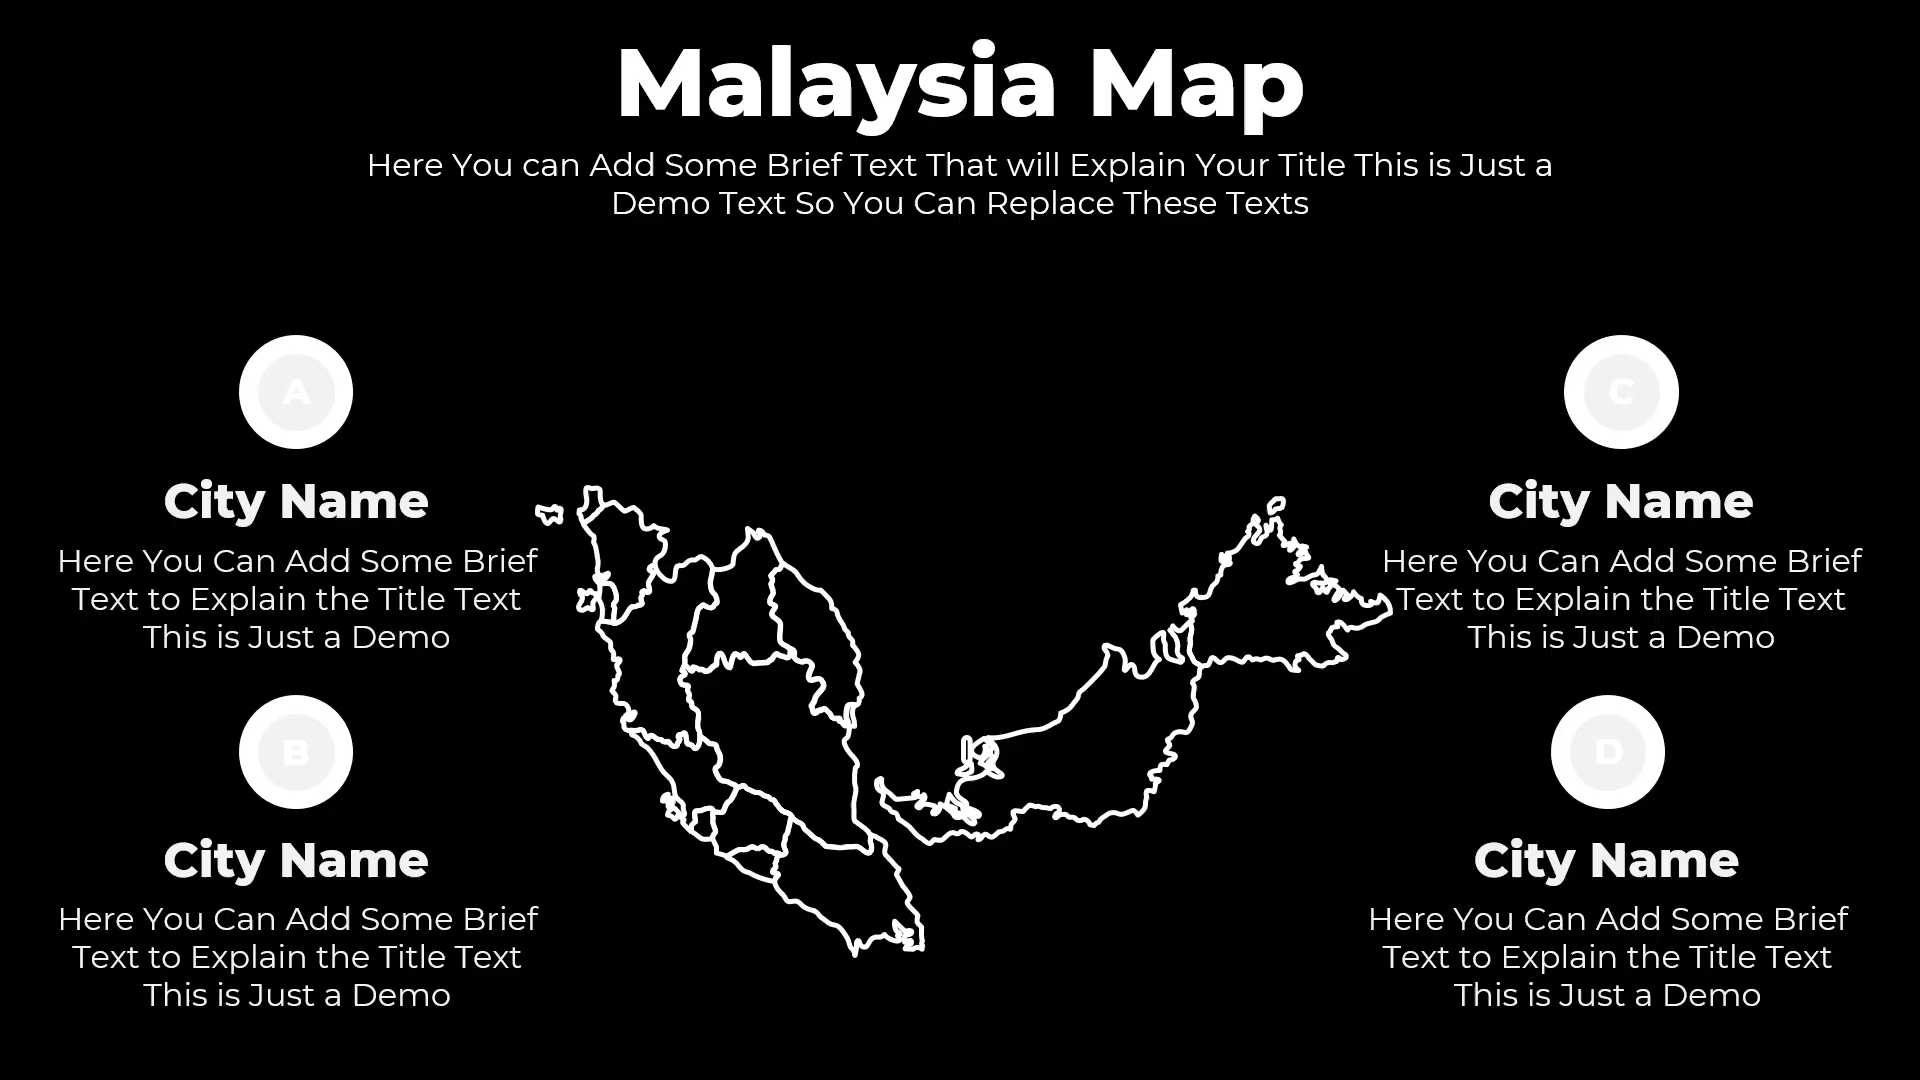 Malaysia Map
Here You can Add Some Brief Text That will Explain Your Title This is Just a
Demo Text So You Can Replace These Texts
A
City Name
Here You Can Add Some Brief
Text to Explain the Title Text
This is Just a Demo
B
City Name
Here You Can Add Some Brief
Text to Explain the Title Text
This is Just a Demo
C
City Name
Here You Can Add Some Brief
Text to Explain the Title Text
This is Just a Demo
D
City Name
Here You Can Add Some Brief
Text to Explain the Title Text
This is Just a Demo